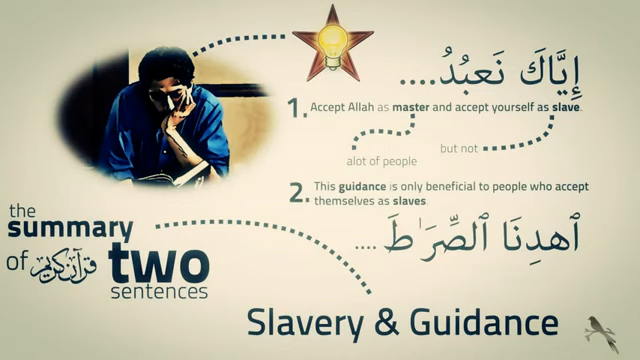 إِيَّاكَ نَعبُدُ....
1. Accept Allah as master and accept yourself as slave.
alot of people
but not
2. This guidance is only beneficial to people who accept
themselves as slaves.
ٱهدِنَا ٱلصِّرَٰطَ ....
the
summary
of قرآن كريم two
sentences
Slavery & Guidance